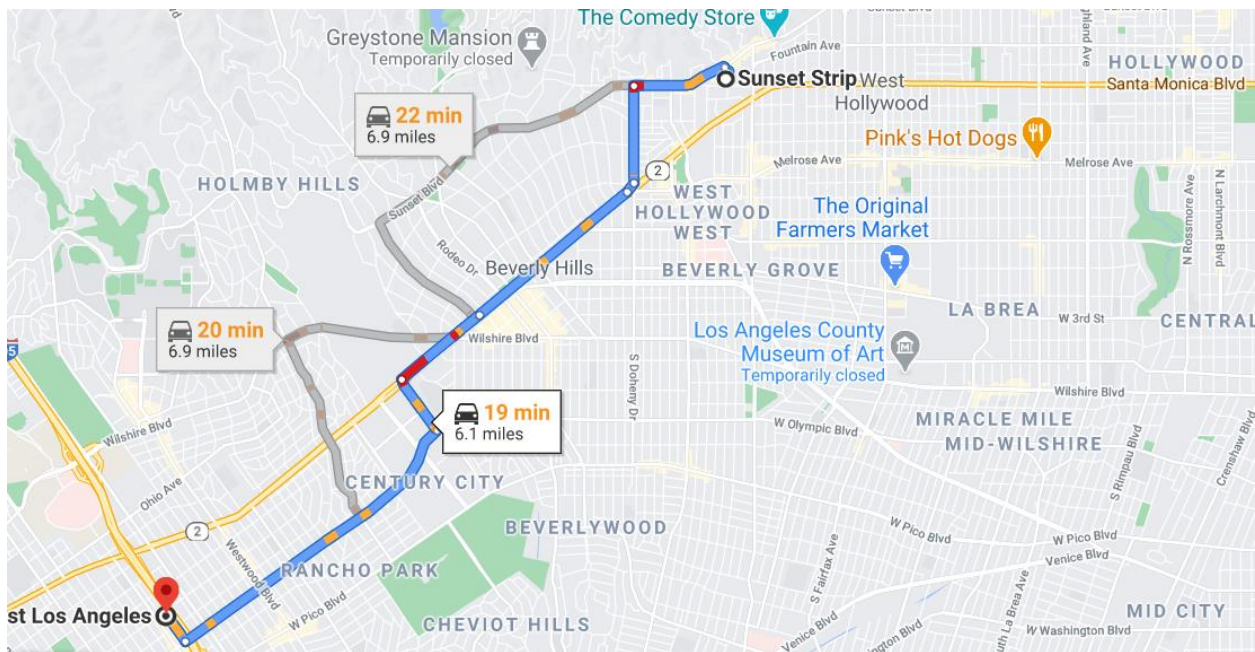 The Comedy Store
Fountain Ave
Greystone Mansion
Temporarily closed
HOLLYWOOD
Santa Monica Blvd
Sunset Strip
West
Hollywood
22 min
6.9 miles
Pink's Hot Dogs
Melrose Ave
Melrose Ave
2
HOLMBY HILLS
Sunset Blvd
WEST
HOLLYWOOD
WEST
The Original
Farmers Market
N Rossmore Ave
N Larchmont Blvd
Rodeo Dr
Beverly Hills
BEVERLY GROVE
LA BREA
W 3rd St
CENTRAL
20 min
6.9 miles
Wilshire Blvd
Los Angeles County
Museum of Art
Temporarily closed
S Doheny Dr
Wilshire Blvd
19 min
6.1 miles
Wilshire Blvd
W Olympic Blvd
MIRACLE MILE
MID-WILSHIRE
S Rimpau Blvd
Crenshaw Blvd
Ohio Ave
CENTURY CITY
2
BEVERLYWOOD
Westwood Blvd
W Pico Blvd
W Pico Blvd
Venice Blvd
RANCHO PARK
S Fairfax Ave
st Los Angeles
W Pico Blvd
CHEVIOT HILLS
Venice Blvd
uth La Brea Ave
MID CITY
W Washington Blvd